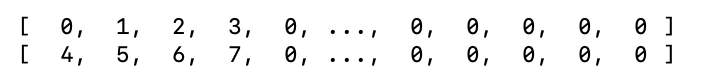 [  0,  1,  2,  3,  0, ...,  0,  0,  0,  0,  0 ]
[  4,  5,  6,  7,  0, ...,  0,  0,  0,  0,  0 ]